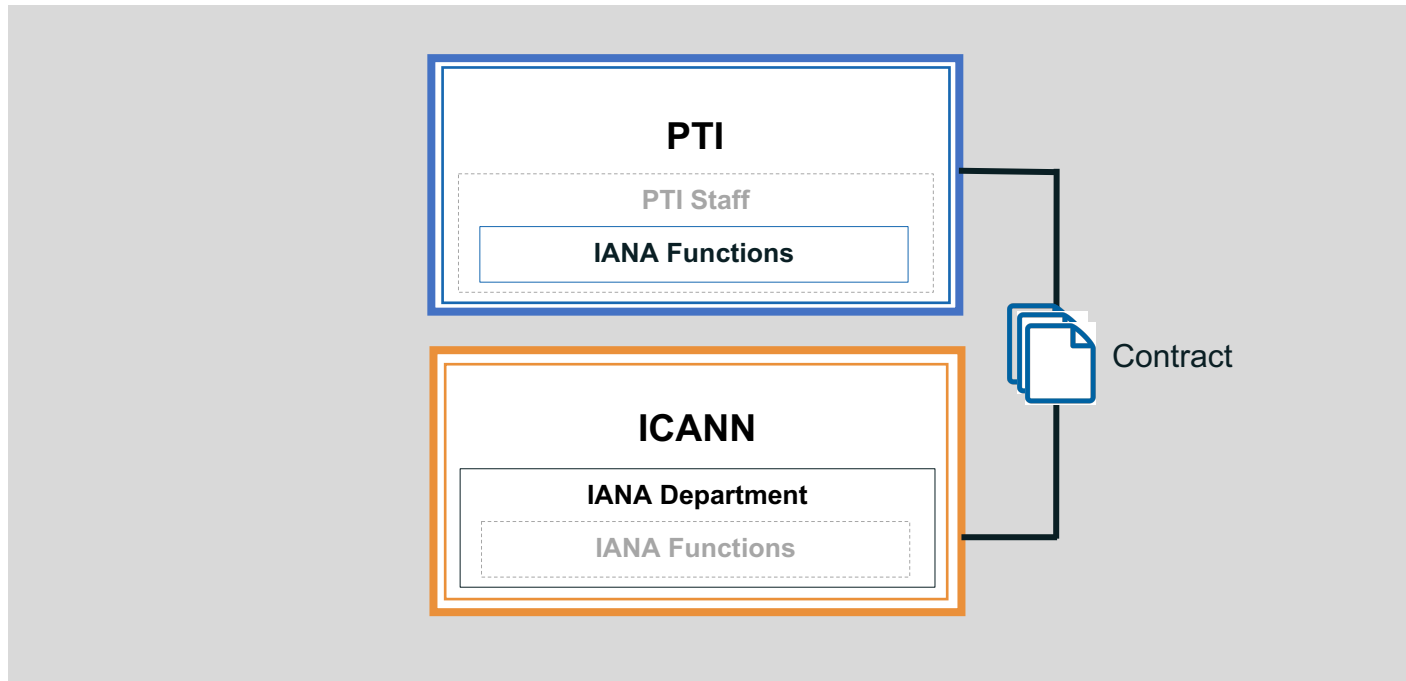 PTI
PTI Staff
IANA Functions
Contract
ICANN
IANA Department
IANA Functions